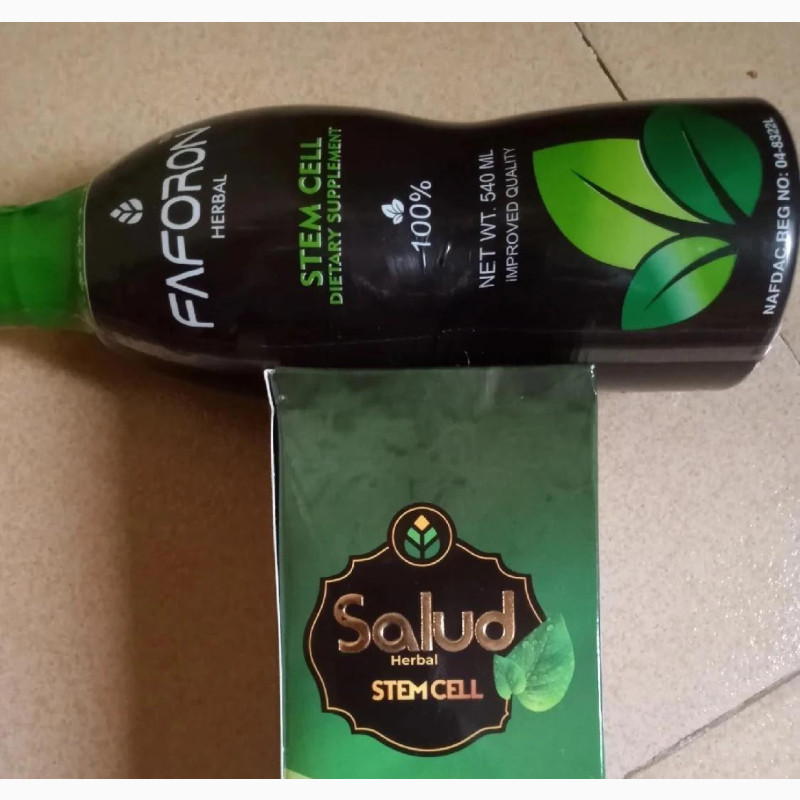 FAFORON
HERBAL
STEM CELL
DIETARY SUPPLEMENT
100%
NET WT. 540 ML
IMPROVED QUALITY
NAFDAC REG NO: 04-8322L
Salud
Herbal
STEM CELL